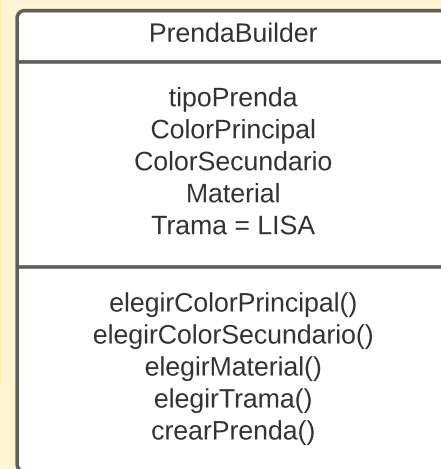 PrendaBuilder
tipoPrenda
ColorPrincipal
ColorSecundario
Material
Trama = LISA
elegirColorPrincipal()
elegirColorSecundario()
elegirMaterial()
elegirTrama()
crearPrenda()